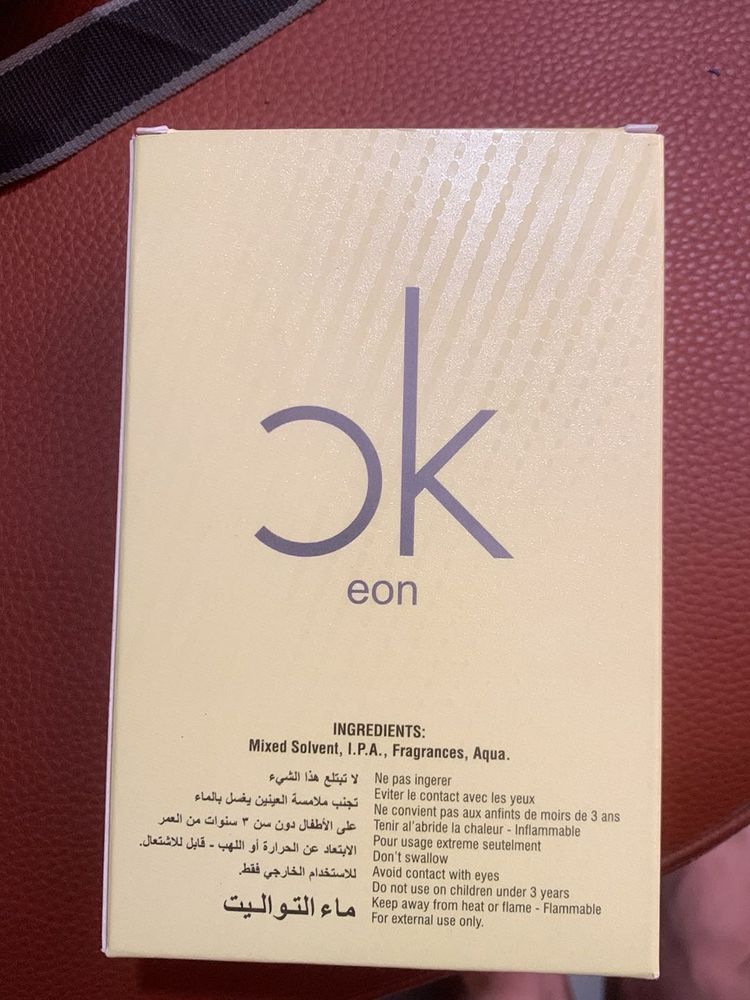 ck
eon
INGREDIENTS:
Mixed Solvent, I.P.A., Fragrances, Aqua.
لا تبتلع هذا الشيء
تجنب ملامسة العينين يغسل بالماء
على الأطفال دون سن ٣ سنوات من العمر
الابتعاد عن الحرارة أو اللهب - قابل للاشتعال.
للاستخدام الخارجي فقط.
ماء التواليت
Ne pas ingerer
Eviter le contact avec les yeux
Ne convient pas aux anfints de moirs de 3 ans
Tenir al'abride la chaleur - Inflammable
Pour usage extreme seutelment
Don't swallow
Avoid contact with eyes
Do not use on children under 3 years
Keep away from heat or flame - Flammable
For external use only.